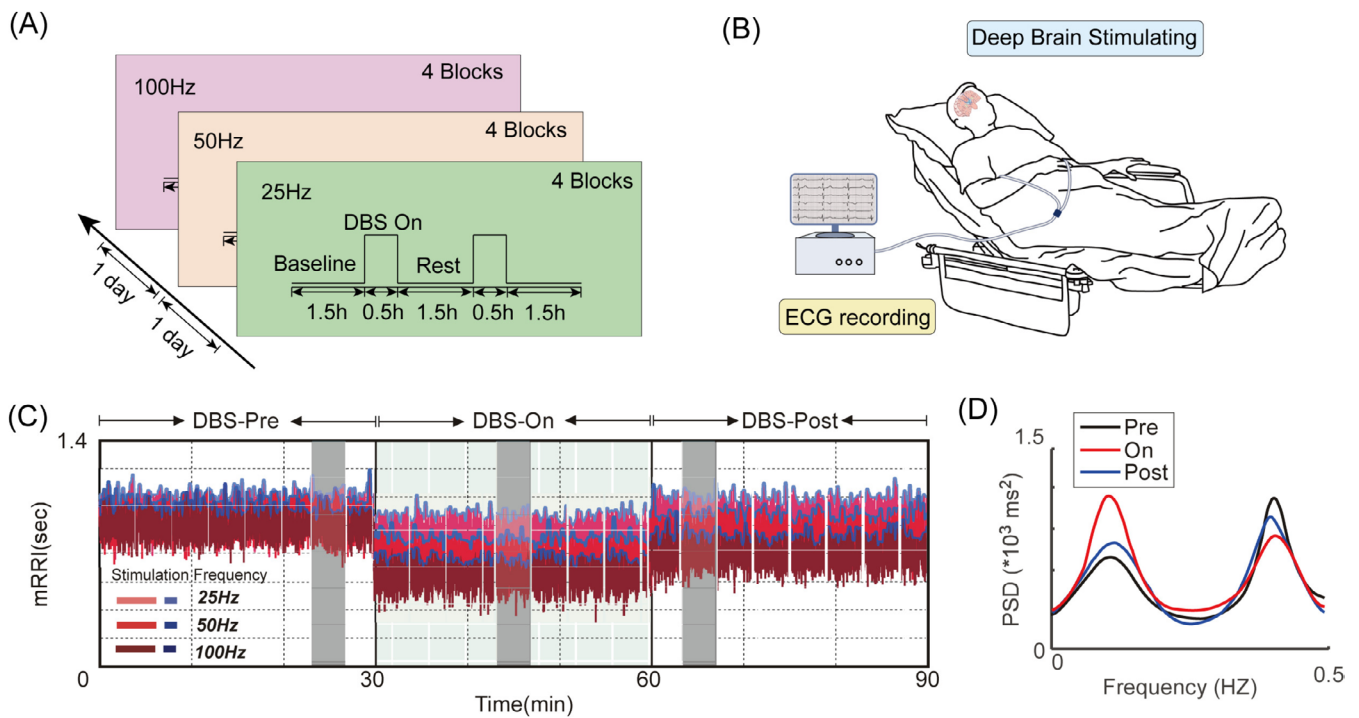 (A)
100Hz
4 Blocks
50Hz
4 Blocks
25Hz
4 Blocks
DBS On
Baseline
Rest
1.5h
0.5h
1.5h
0.5h
1.5h
1 day
1 day
(B)
Deep Brain Stimulating
ECG recording
(C)
DBS-Pre
DBS-On
DBS-Post
1.4
mRRI(sec)
Stimulation Frequency
25Hz
50Hz
100Hz
0
30
60
90
Time(min)
(D)
Pre
On
Post
1.5
PSD (*10³ ms²)
0
0
0.5
Frequency (HZ)